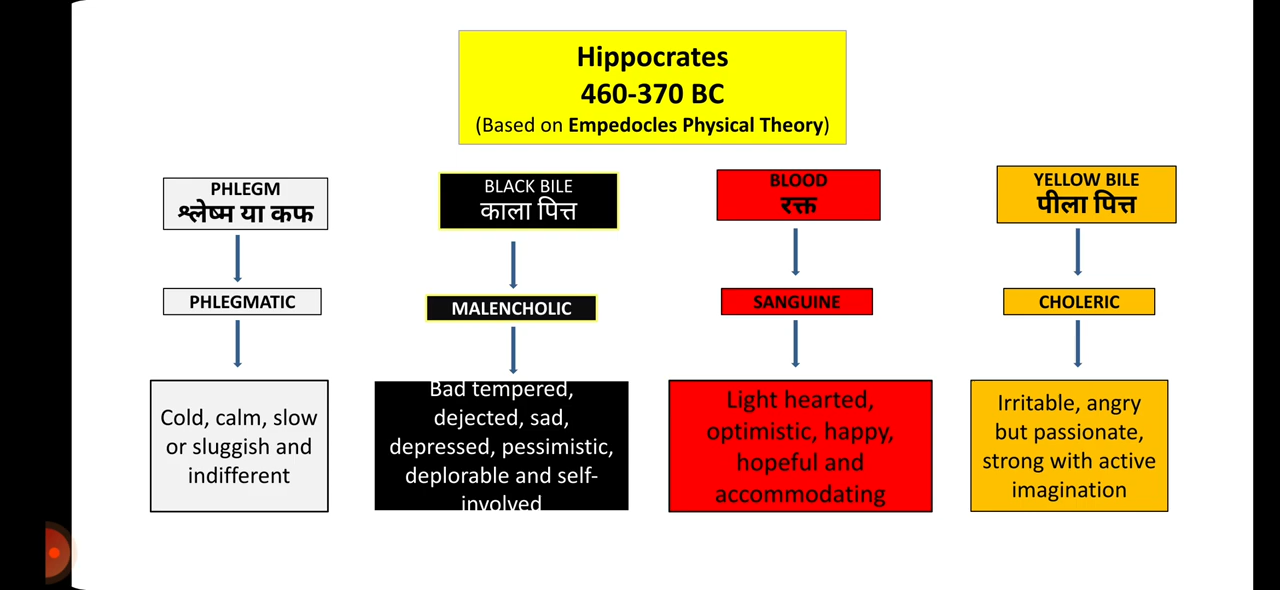 Hippocrates
460-370 BC
(Based on Empedocles Physical Theory)
PHLEGM
श्लेष्म या कफ
BLACK BILE
काला पित्त
BLOOD
रक्त
YELLOW BILE
पीला पित्त
PHLEGMATIC
MALENCHOLIC
SANGUINE
CHOLERIC
Cold, calm, slow
or sluggish and
indifferent
Bad tempered,
dejected, sad,
depressed, pessimistic,
deplorable and self-
involved
Light hearted,
optimistic, happy,
hopeful and
accommodating
Irritable, angry
but passionate,
strong with active
imagination